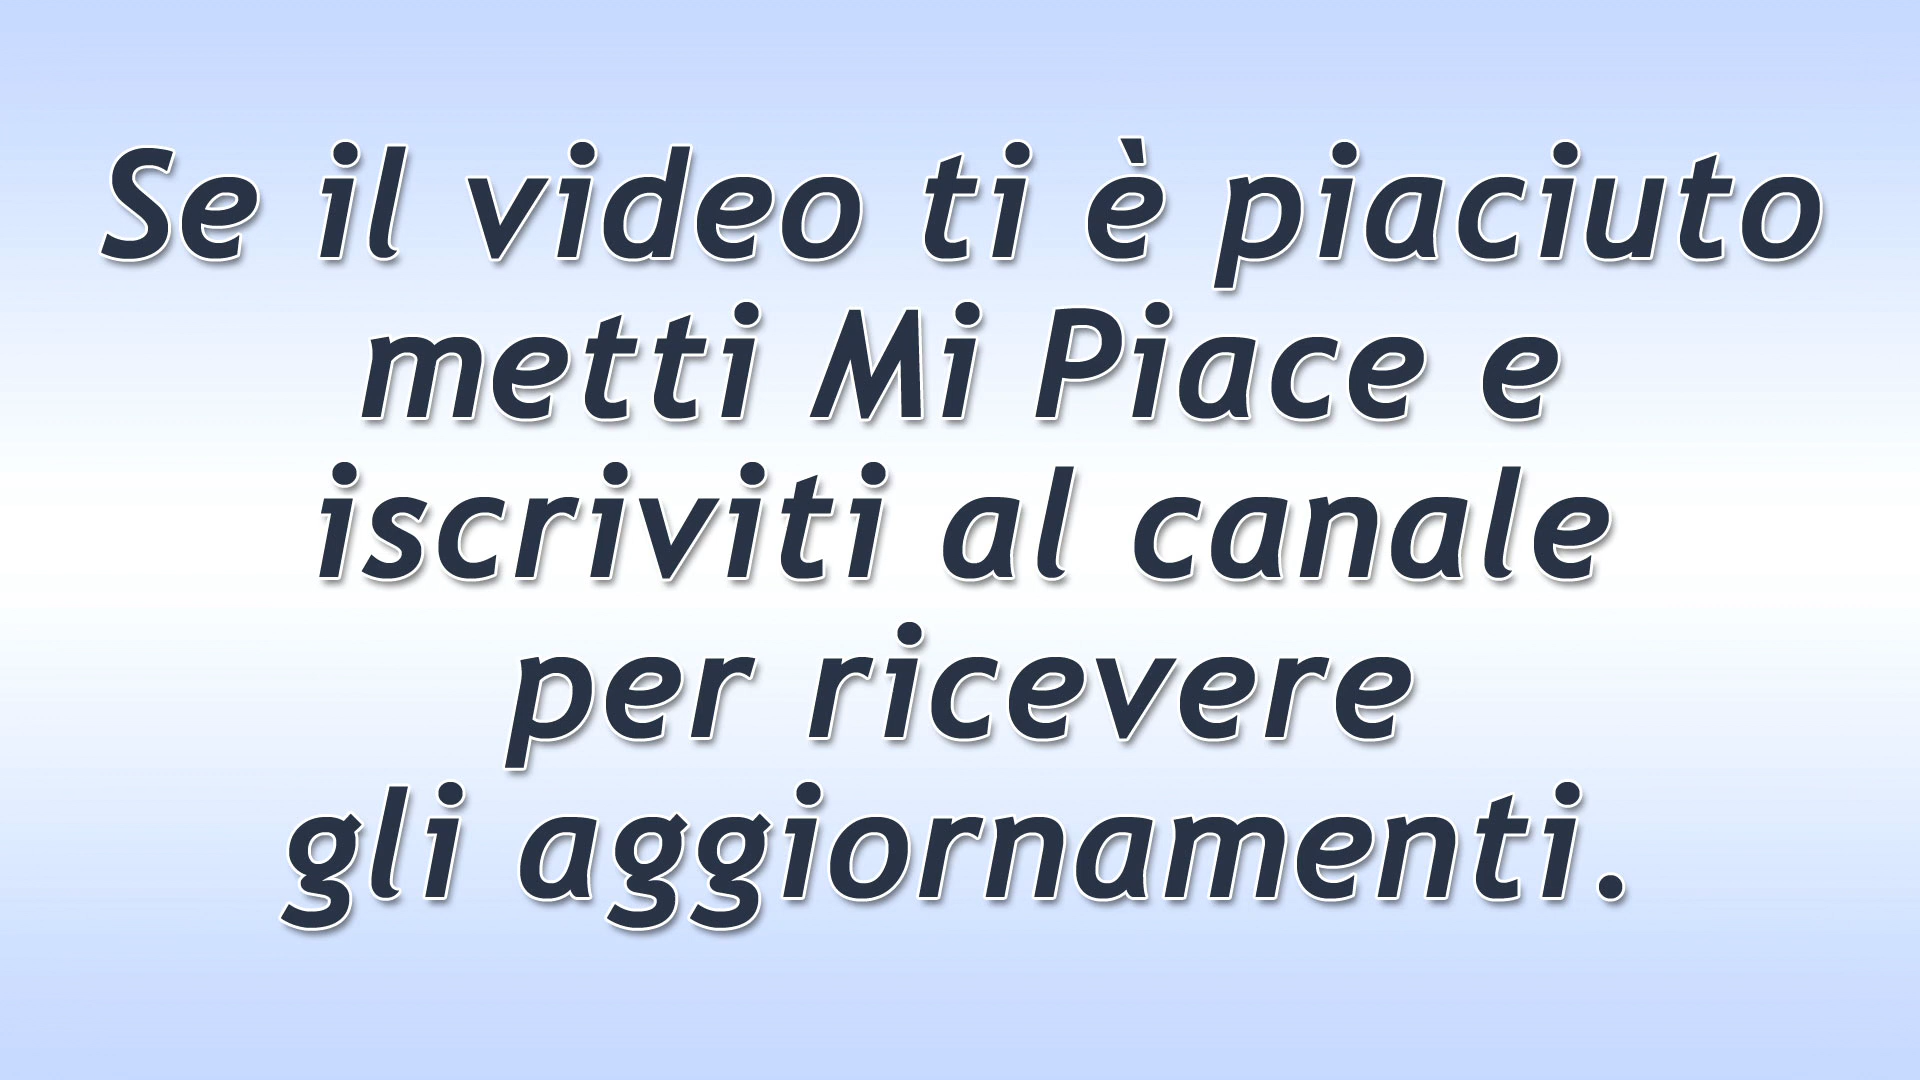 Se il video ti è piaciuto
metti Mi Piace e
iscriviti al canale
per ricevere
gli aggiornamenti.